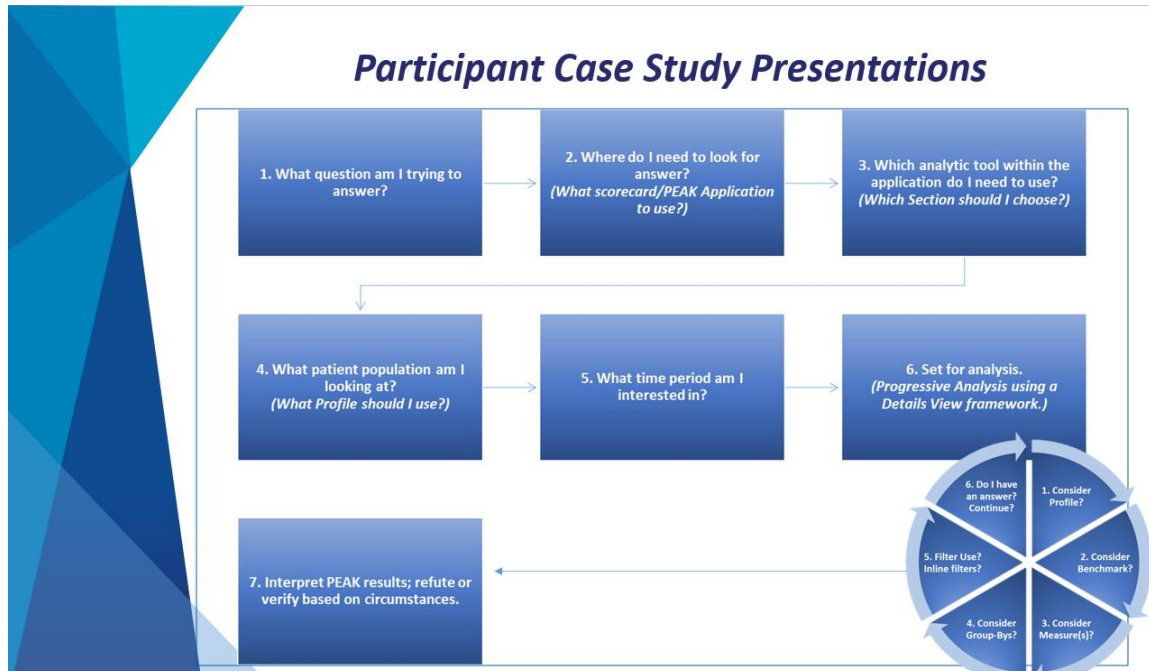 Participant Case Study Presentations
1. What question am I trying to
answer?
2. Where do I need to look for
answer?
(What scorecard/PEAK Application
to use?)
3. Which analytic tool within the
application do I need to use?
(Which Section should I choose?)
4. What patient population am I
looking at?
(What Profile should I use?)
5. What time period am I
interested in?
6. Set for analysis.
(Progressive Analysis using a
Details View framework.)
1. Consider
Profile?
2. Consider
Benchmark?
3. Consider
Measure(s)?
4. Consider
Group-Bys?
5. Filter Use?
Inline filters?
6. Do I have
an answer?
Continue?
7. Interpret PEAK results; refute or
verify based on circumstances.